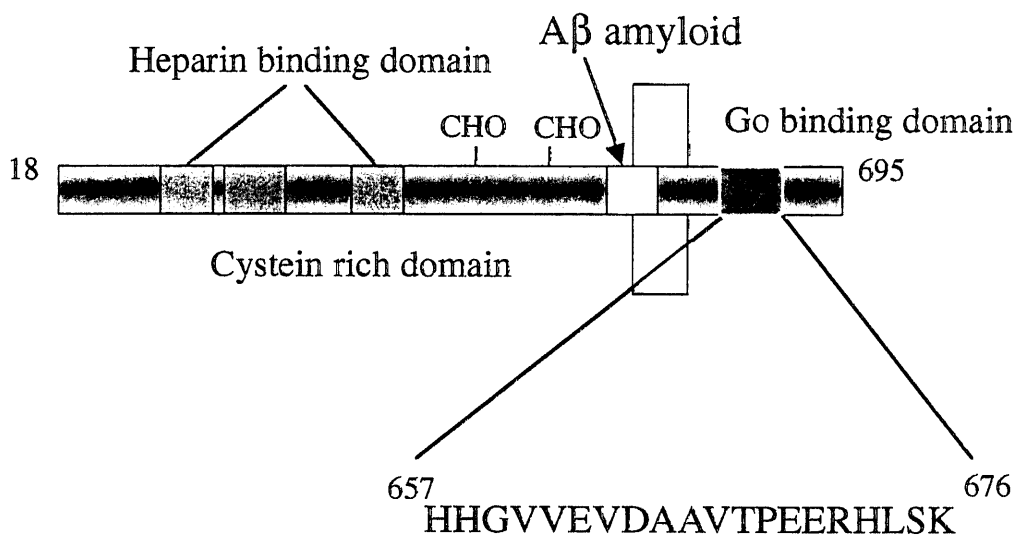 Aβ amyloid
Heparin binding domain
CHO CHO
Go binding domain
18
695
Cystein rich domain
657
676
HHGVVEVDAAVTPEERHLSK